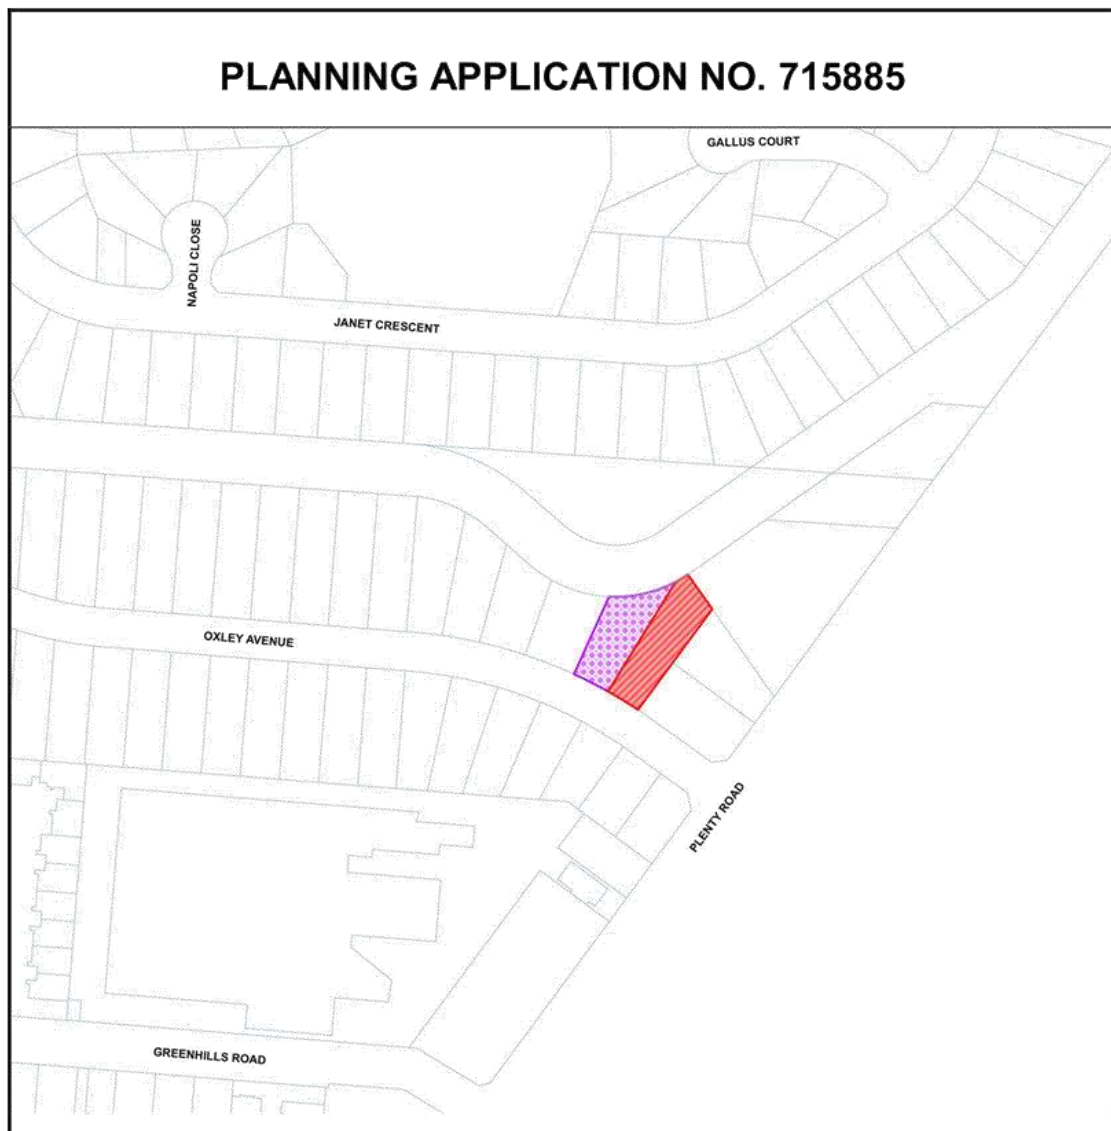 PLANNING APPLICATION NO. 715885
GALLUS COURT
NAPOLI CLOSE
JANET CRESCENT
OXLEY AVENUE
PLENTY ROAD
GREENHILLS ROAD